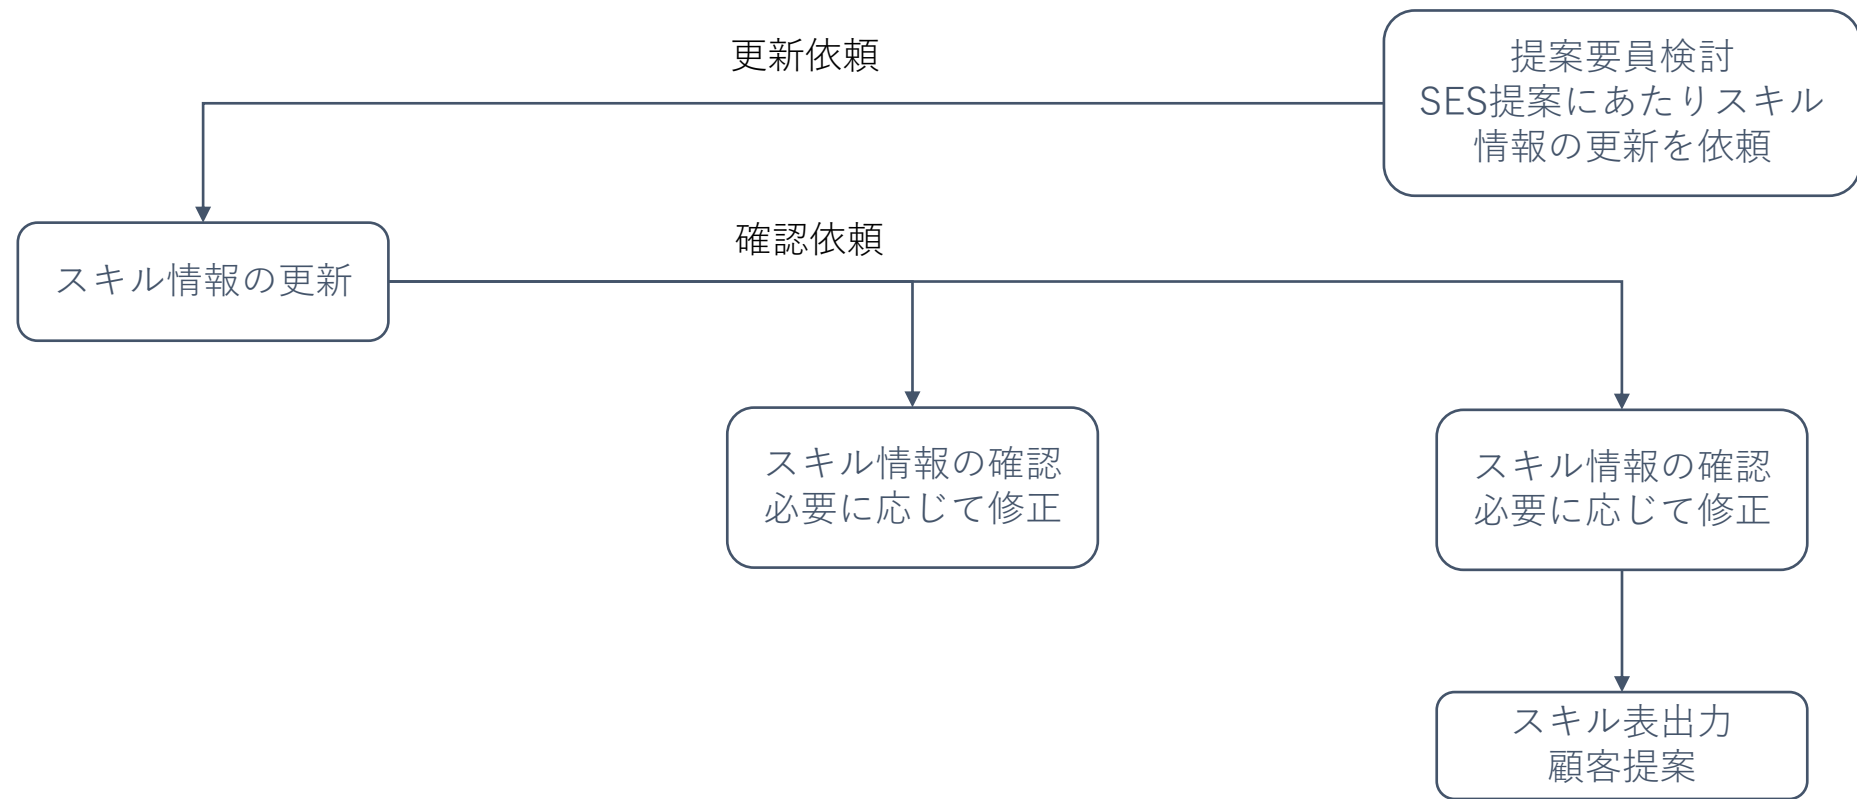 更新依頼
提案要員検討
SES提案にあたりスキル
情報の更新を依頼
スキル情報の更新
確認依頼
スキル情報の確認
必要に応じて修正
スキル情報の確認
必要に応じて修正
スキル表出力
顧客提案